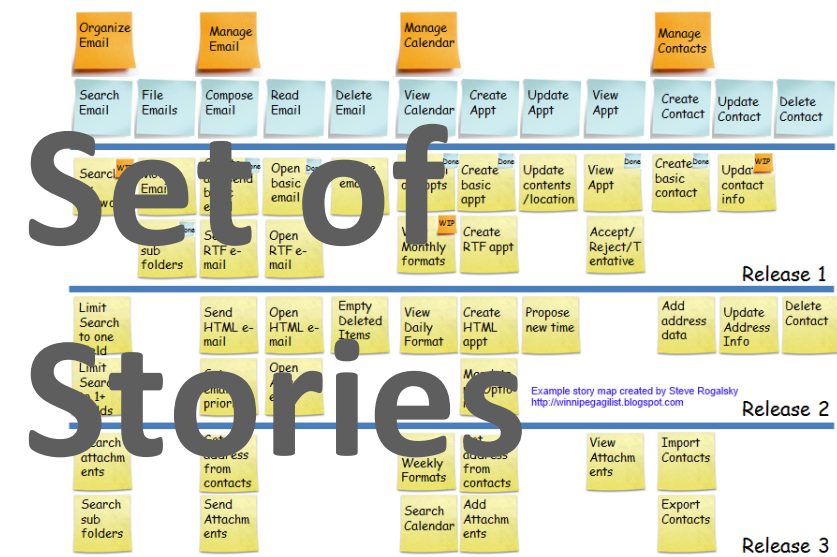 Organize
Email
Manage
Email
Manage
Calendar
Manage
Contacts
Search
Email
File
Emails
Compose
Email
Read
Email
Delete
Email
View
Calendar
Create
Appt
Update
Appt
View
Appt
Create
Contact
Update
Contact
Delete
Contact
Set of
WIP
Email
Done
Open
basic
email
Done
Create
basic
appt
Done
Update
contents
/location
View
Appt
Done
Create
basic
contact
Done
contact
info
WIP
sub
folders
RTF e-
mail
Open
RTF e-
mail
Monthly
formats
WIP
Create
RTF appt
Accept/
Reject/T
entative
Release 1
Limit
Search
to one
Send
HTML e-
mail
Open
HTML e-
mail
Empty
Deleted
Items
View
Daily
Format
Create
HTML
appt
Propose
new time
Add
address
data
Update
Address
Info
Delete
Contact
Stories
Limit
Open
Example story map created by Steve Rogalsky
http://winnipegagilist.blogspot.com
Release 2
attachm
ents
address
from
contacts
Weekly
Formats
from
contacts
View
Attachm
ents
Import
Contacts
Search
sub
folders
Send
Attachm
ents
Search
Calendar
Add
Attachm
ents
Export
Contacts
Release 3